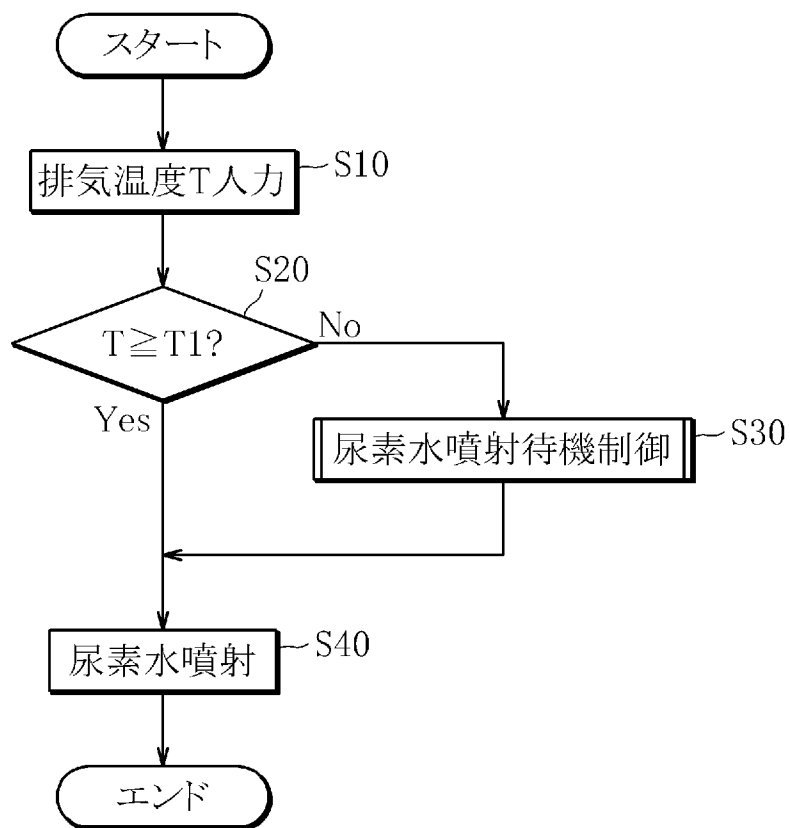 スタート
排気温度T人力
S10
S20
T≧T1?
No
Yes
尿素水噴射待機制御
S30
尿素水噴射
S40
エンド